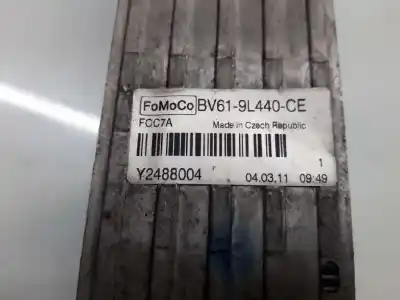 FoMoCo BV61-9L440-CE
FCC7A Made in Czech Republic
1
Y2488004 04.03.11 09:49